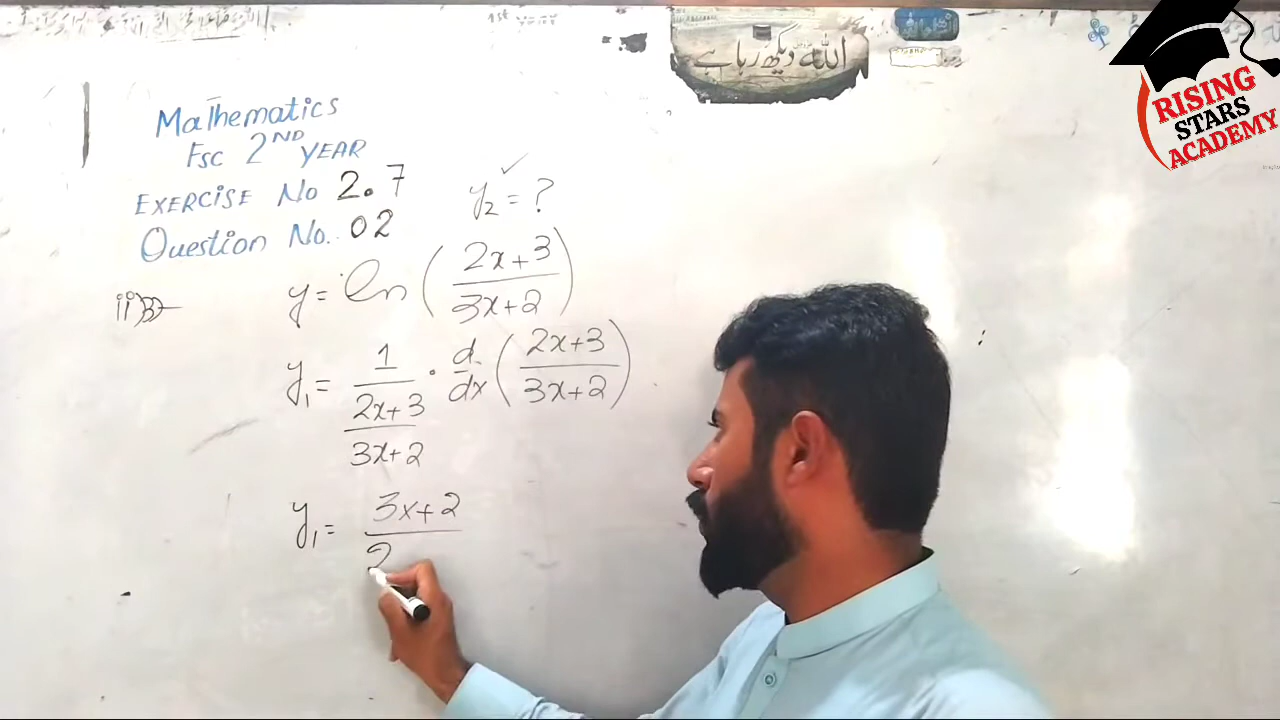 اللہ دیکھ رہا ہے
RISING
STARS
ACADEMY
Mathematics
Fsc 2ND YEAR
EXERCISE No 2.7
Question No.. 02
y2 = ?
ii)
y = ln ( 2x+3 / 3x+2 )
y1 = 1 / (2x+3 / 3x+2) · d/dx ( 2x+3 / 3x+2 )
y1 = 3x+2 / 2